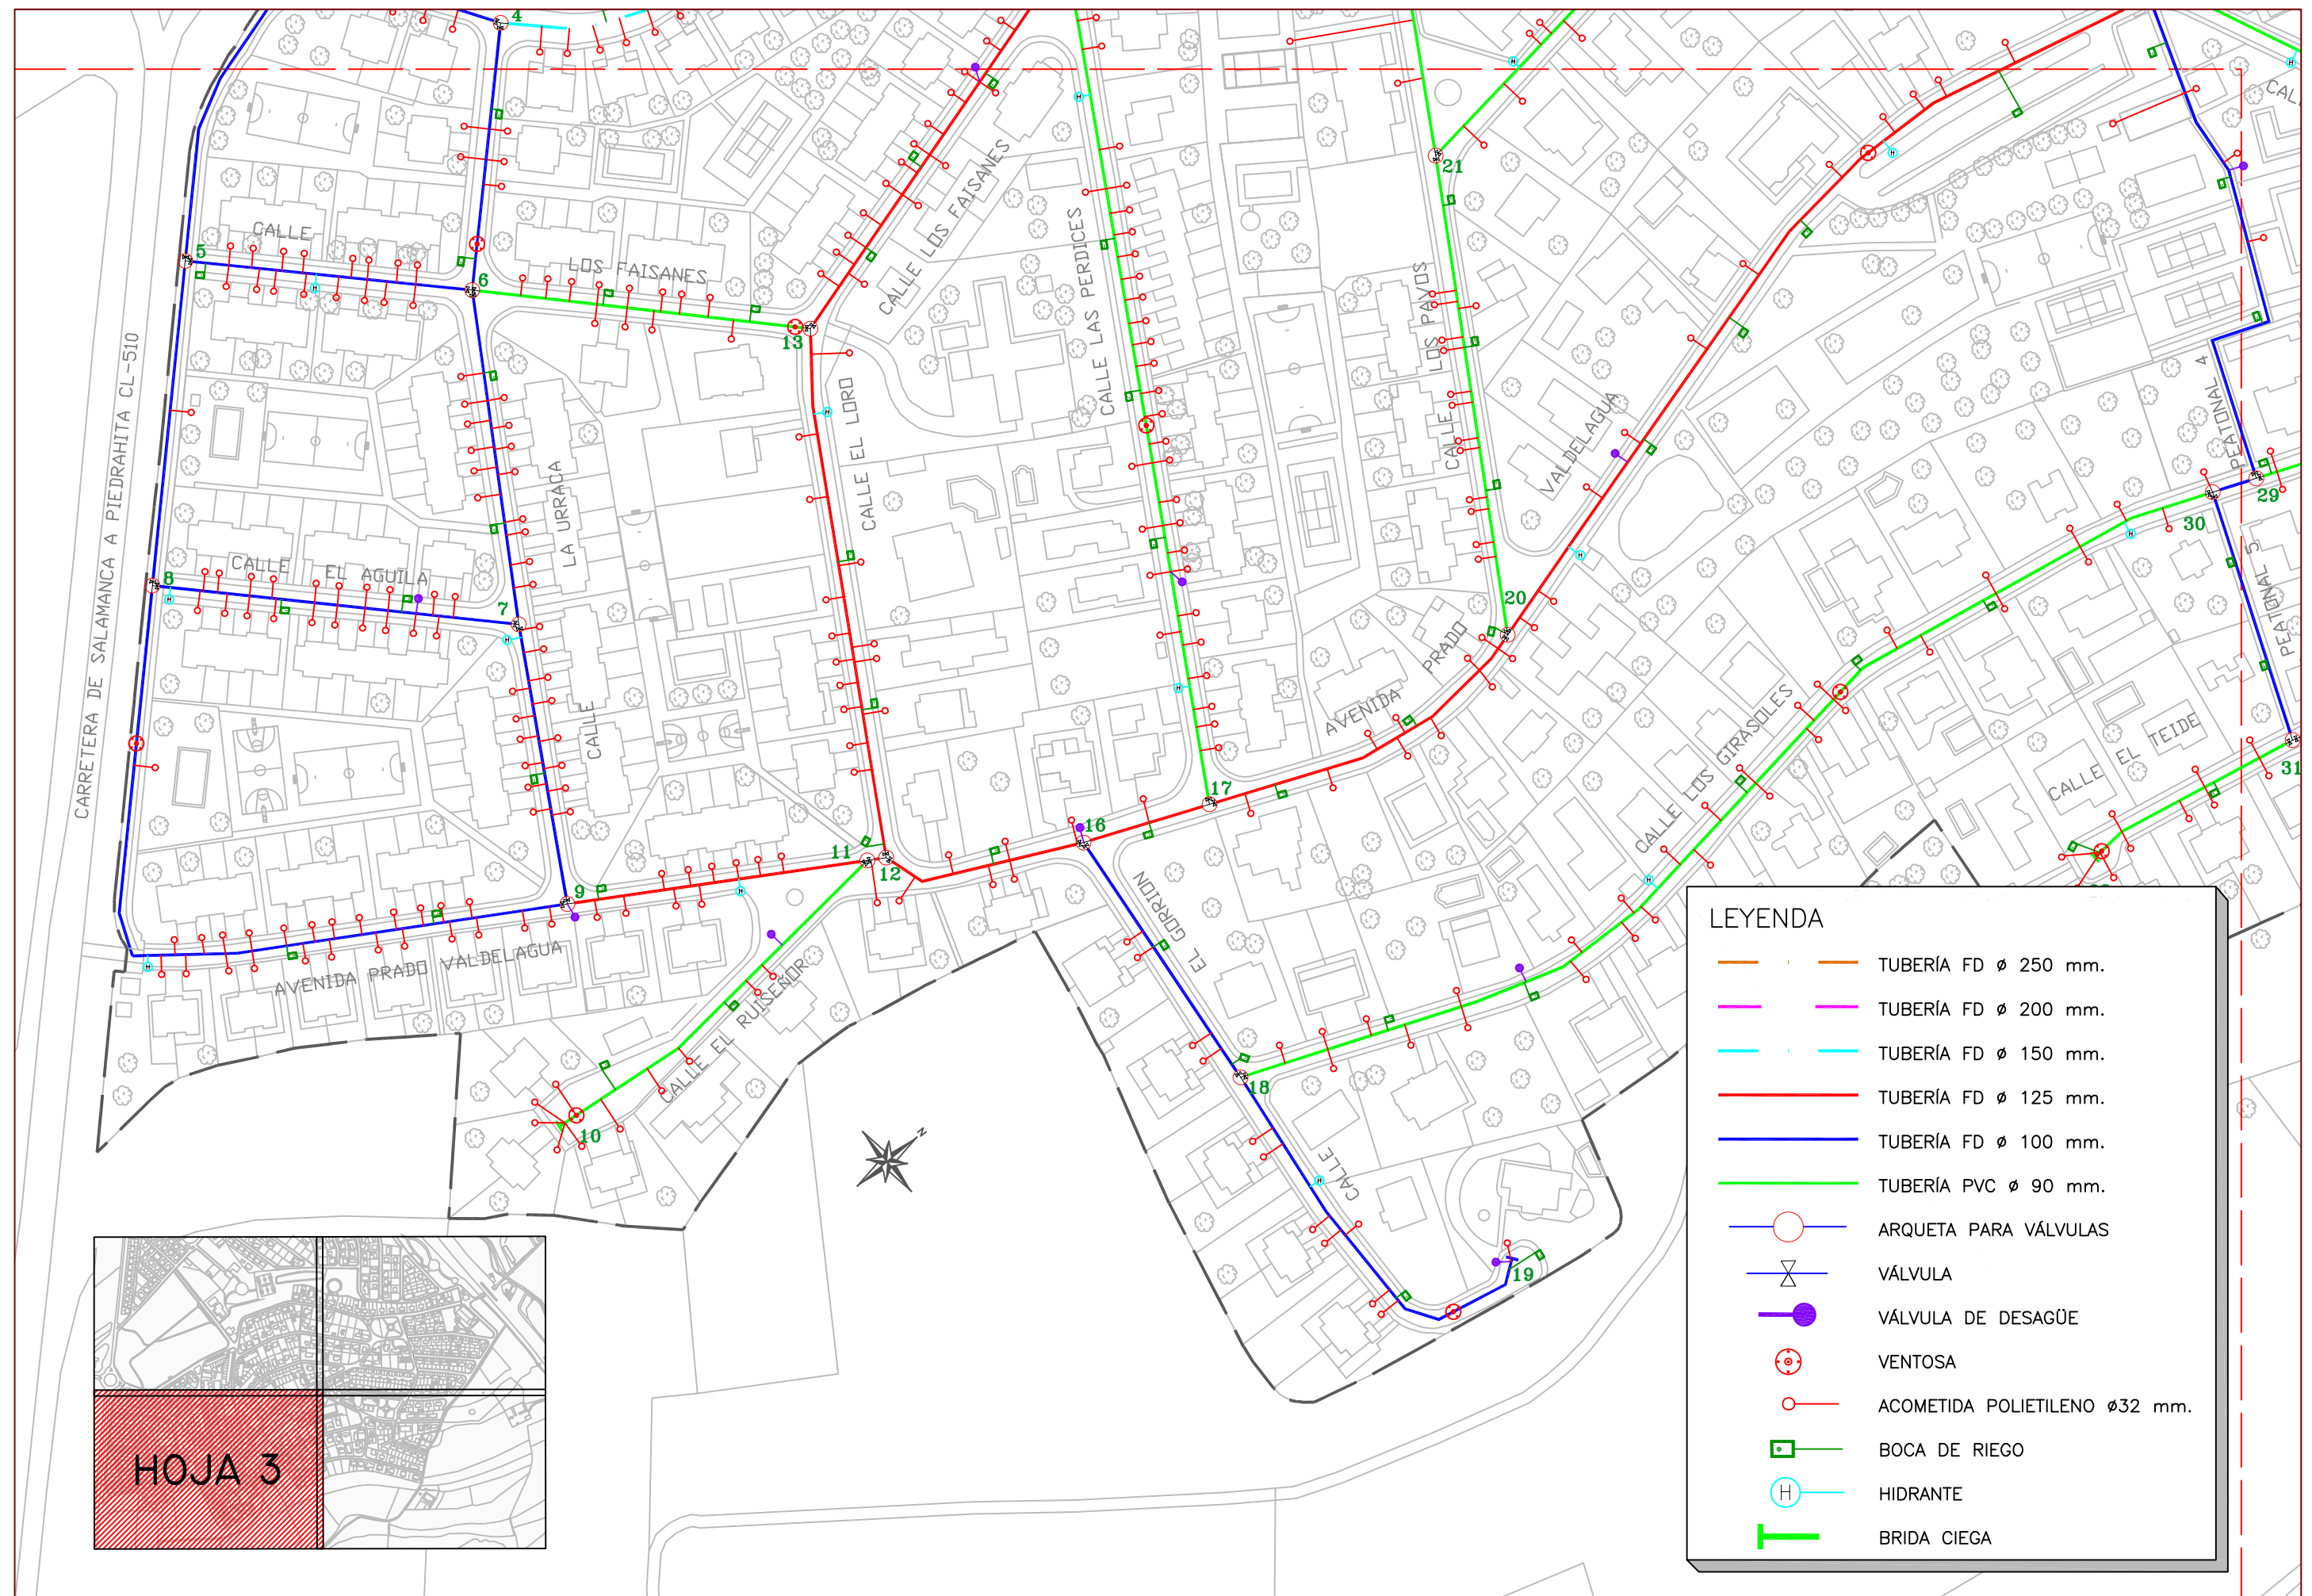 4
CALLE
LOS FAISANES
5
6
13
CALLE LOS FAISANES
CALLE LAS PERDICES
21
CALLE
LOS PAVOS
CARRETERA DE SALAMANCA A PIEDRAHITA CL-510
CALLE EL LORO
VALDELAGUA
PEATONAL 4
29
30
PEATONAL 5
CALLE
EL AGUILA
8
7
CALLE
LA URRACA
20
AVENIDA
PRADO
CALLE LOS GIRASOLES
CALLE EL TEIDE
31
17
16
11
12
9
AVENIDA PRADO VALDELAGUA
CALLE EL RUISEÑOR
10
CALLE
EL GORRION
18
19
N
HOJA 3
LEYENDA
TUBERÍA FD ø 250 mm.
TUBERÍA FD ø 200 mm.
TUBERÍA FD ø 150 mm.
TUBERÍA FD ø 125 mm.
TUBERÍA FD ø 100 mm.
TUBERÍA PVC ø 90 mm.
ARQUETA PARA VÁLVULAS
VÁLVULA
VÁLVULA DE DESAGÜE
VENTOSA
ACOMETIDA POLIETILENO ø32 mm.
BOCA DE RIEGO
H HIDRANTE
BRIDA CIEGA